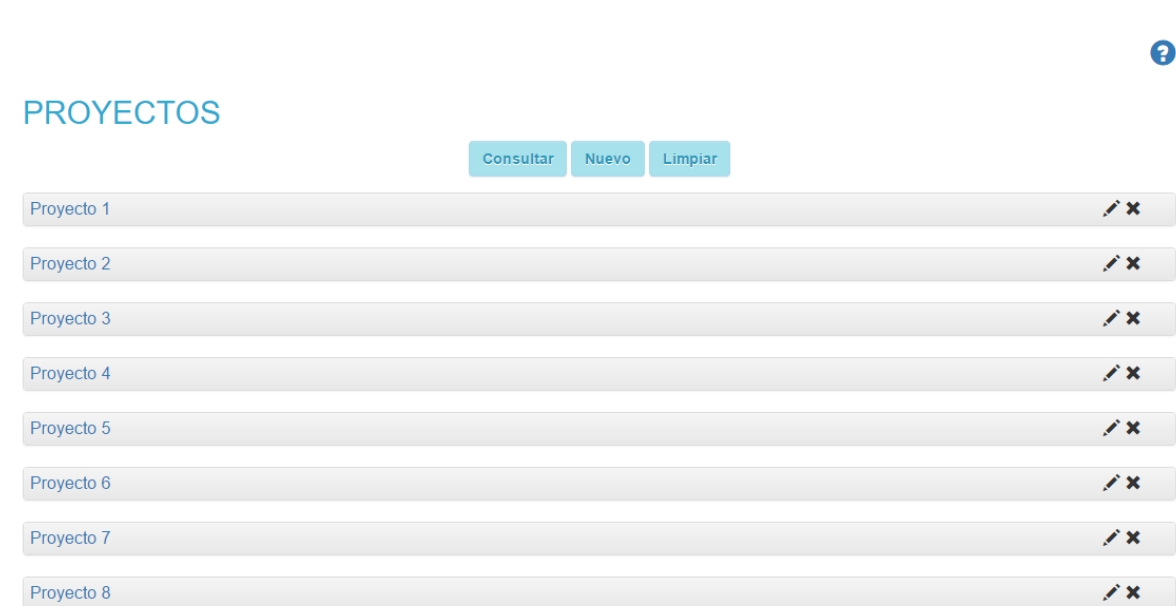 PROYECTOS
Consultar Nuevo Limpiar
Proyecto 1
Proyecto 2
Proyecto 3
Proyecto 4
Proyecto 5
Proyecto 6
Proyecto 7
Proyecto 8